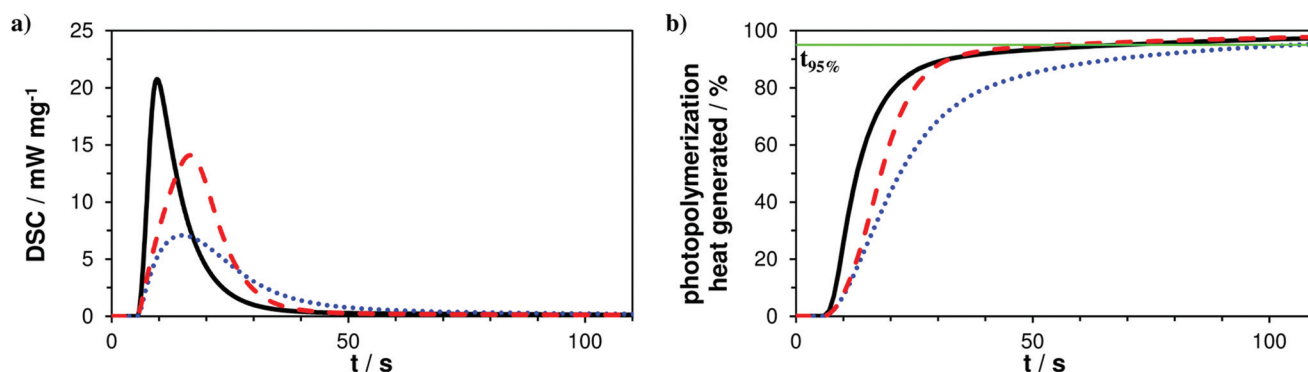 a)
DSC / mW mg⁻¹
25
20
15
10
5
0
0 50 100
t / s
b)
photopolymerization
heat generated / %
100
80
60
40
20
0
t95%
0 50 100
t / s